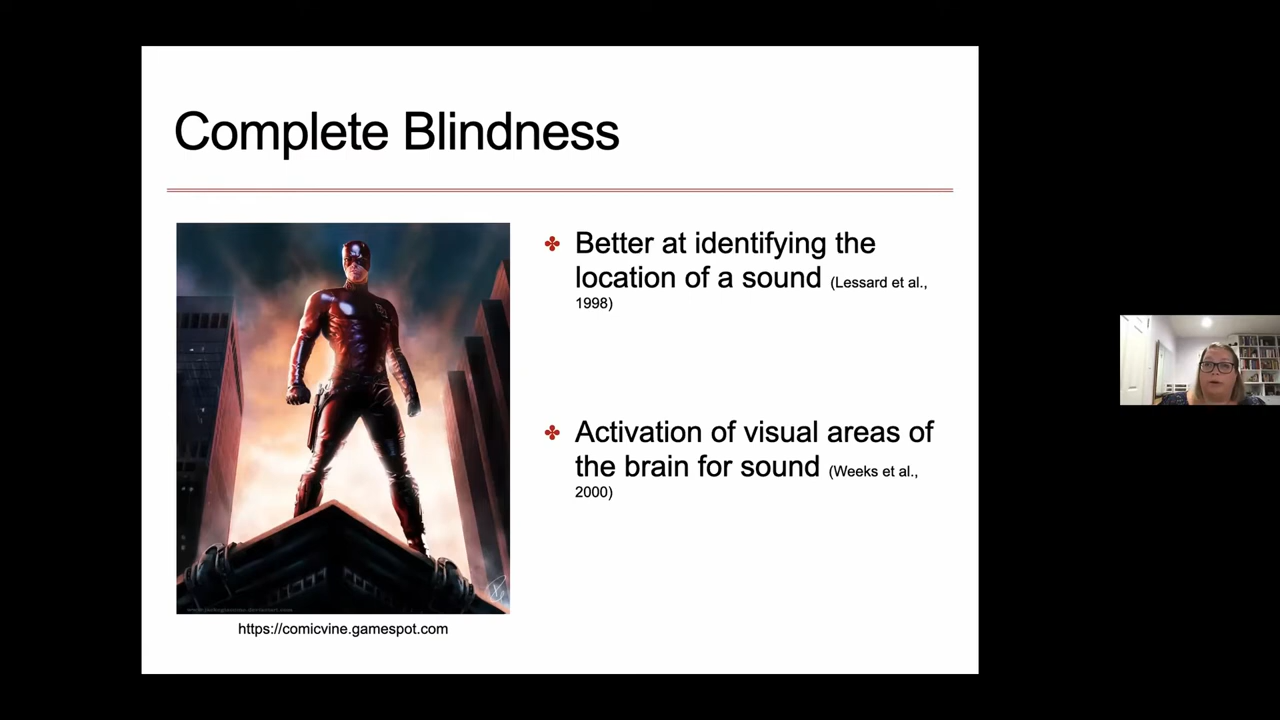 Complete Blindness
Better at identifying the
location of a sound (Lessard et al.,
1998)
Activation of visual areas of
the brain for sound (Weeks et al.,
2000)
https://comicvine.gamespot.com